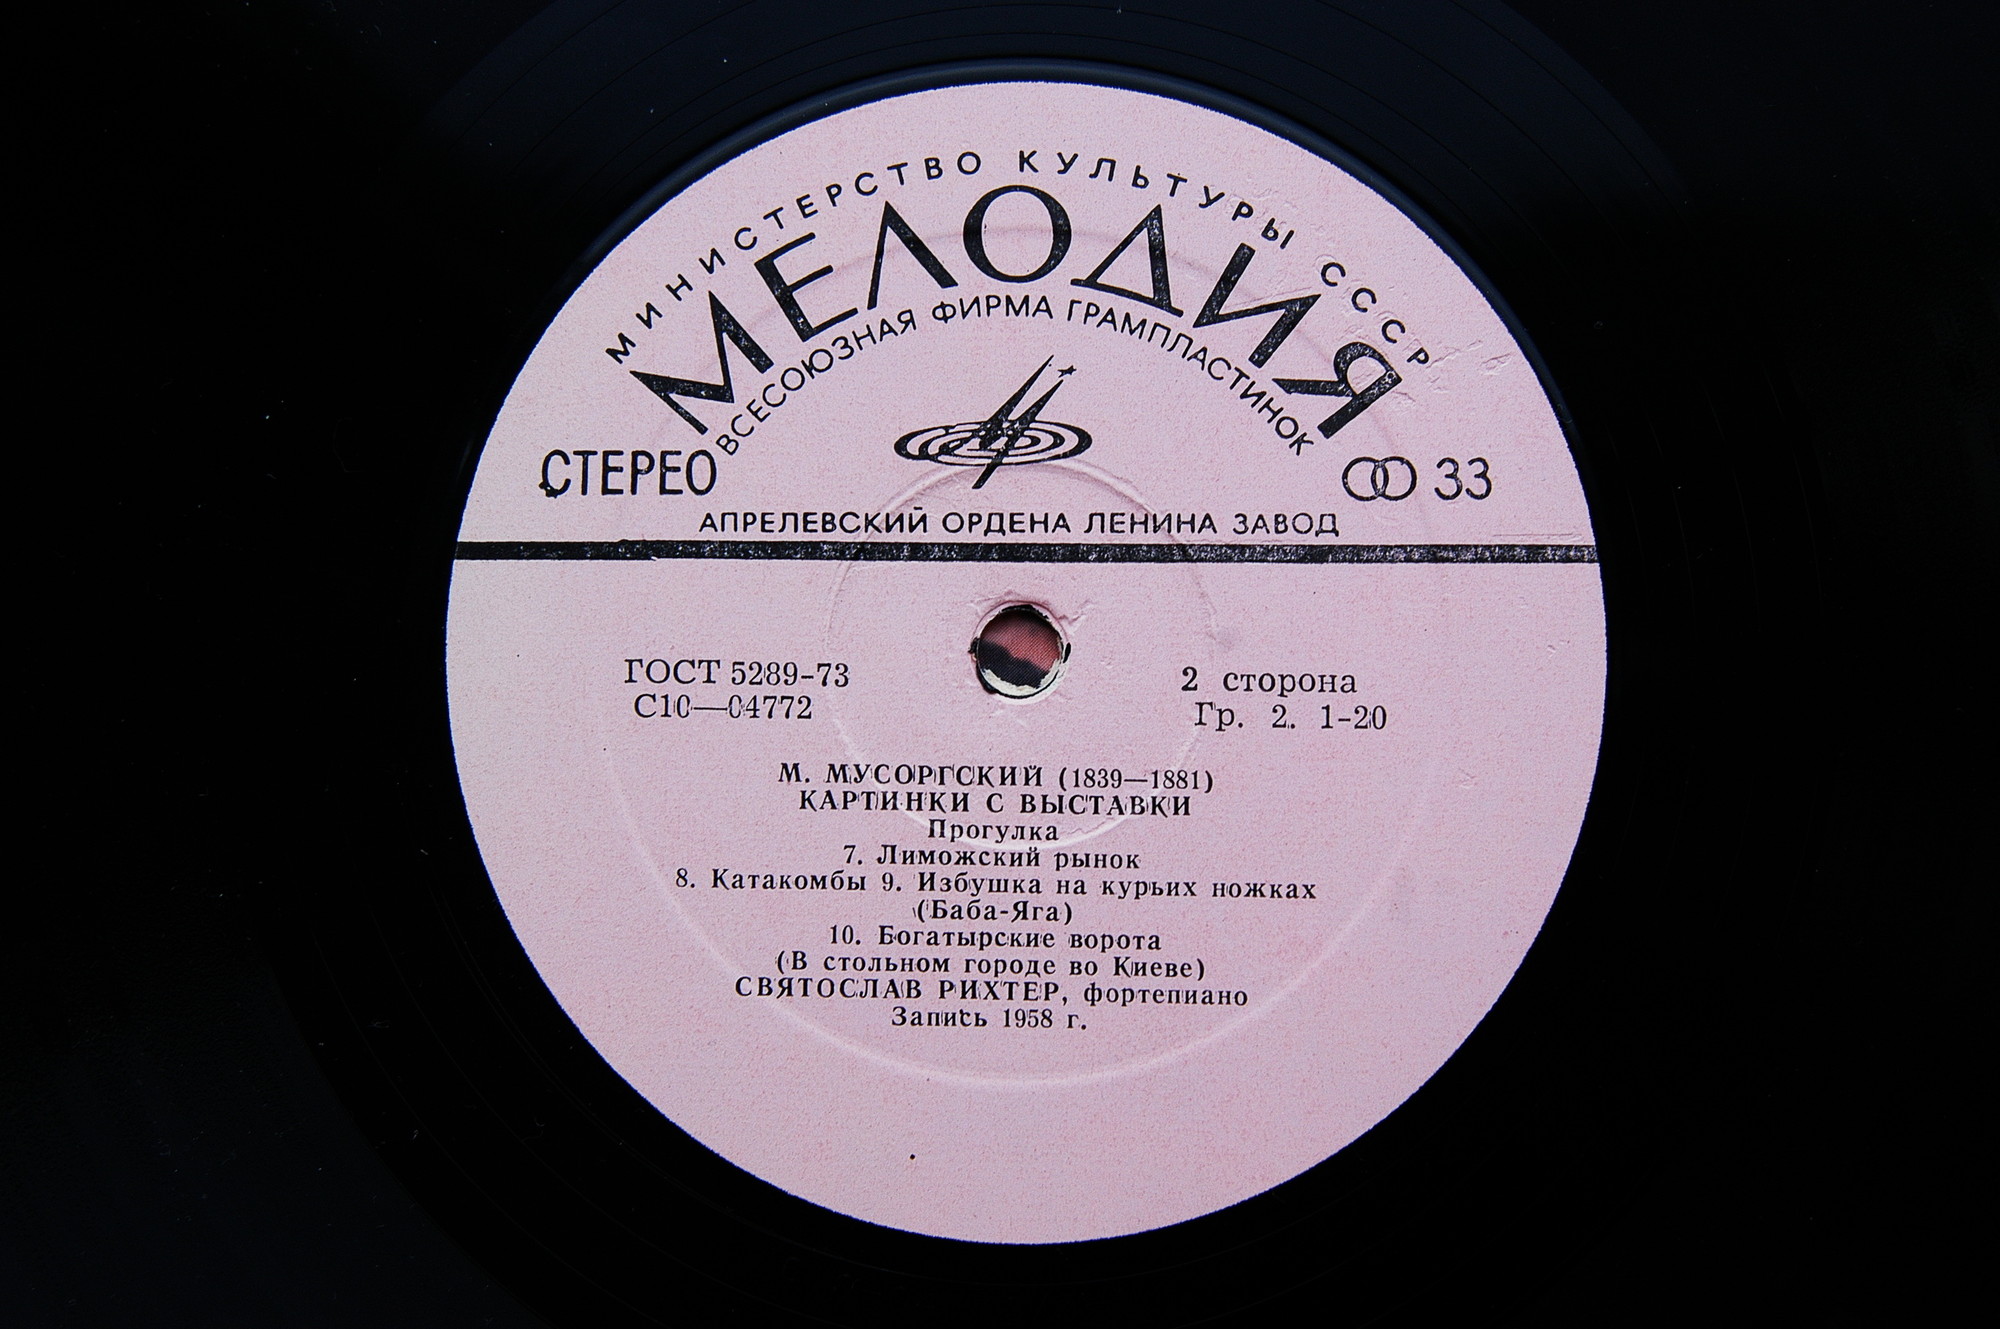 МИНИСТЕРСТВО КУЛЬТУРЫ СССР
МЕЛОДИЯ
ВСЕСОЮЗНАЯ ФИРМА ГРАМПЛАСТИНОК
СТЕРЕО
33
АПРЕЛЕВСКИЙ ОРДЕНА ЛЕНИНА ЗАВОД
ГОСТ 5289-73
С10—04772
2 сторона
Гр. 2. 1-20
М. МУСОРГСКИЙ (1839—1881)
КАРТИНКИ С ВЫСТАВКИ
Прогулка
7. Лиможский рынок
8. Катакомбы 9. Избушка на курьих ножках
(Баба-Яга)
10. Богатырские ворота
(В стольном городе во Киеве)
СВЯТОСЛАВ РИХТЕР, фортепиано
Запись 1958 г.